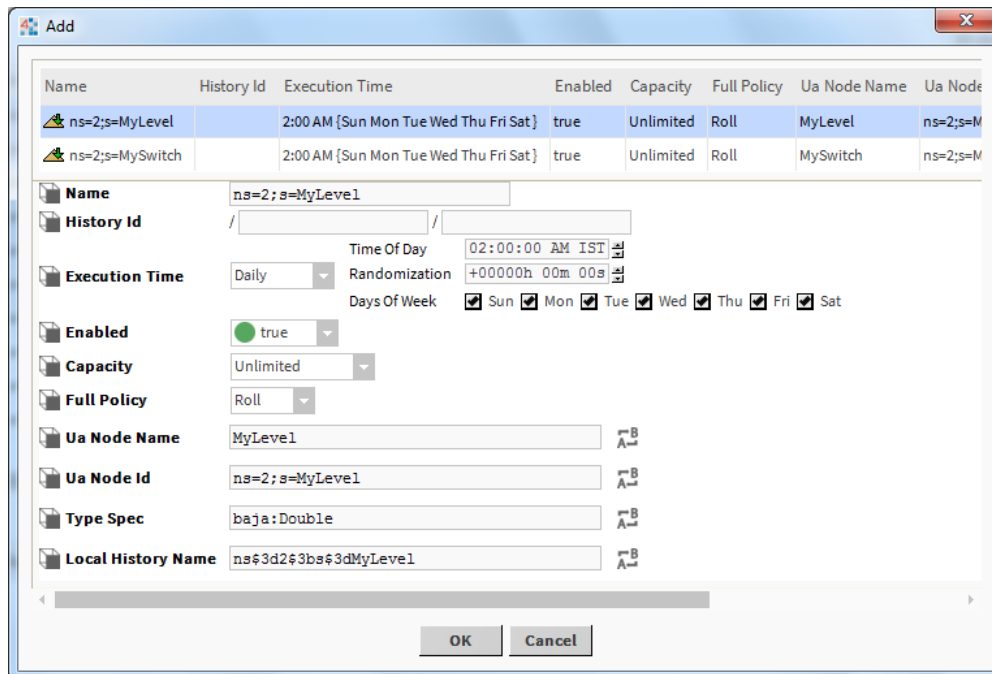 Add
Name History Id Execution Time Enabled Capacity Full Policy Ua Node Name Ua Node
ns=2;s=MyLevel 2:00 AM {Sun Mon Tue Wed Thu Fri Sat} true Unlimited Roll MyLevel ns=2;s=M
ns=2;s=MySwitch 2:00 AM {Sun Mon Tue Wed Thu Fri Sat} true Unlimited Roll MySwitch ns=2;s=M
Name ns=2;s=MyLevel
History Id / /
Time Of Day 02:00:00 AM IST
Execution Time Daily Randomization +00000h 00m 00s
Days Of Week Sun Mon Tue Wed Thu Fri Sat
Enabled true
Capacity Unlimited
Full Policy Roll
Ua Node Name MyLevel
Ua Node Id ns=2;s=MyLevel
Type Spec baja:Double
Local History Name ns$3d2$3bs$3dMyLevel
OK Cancel